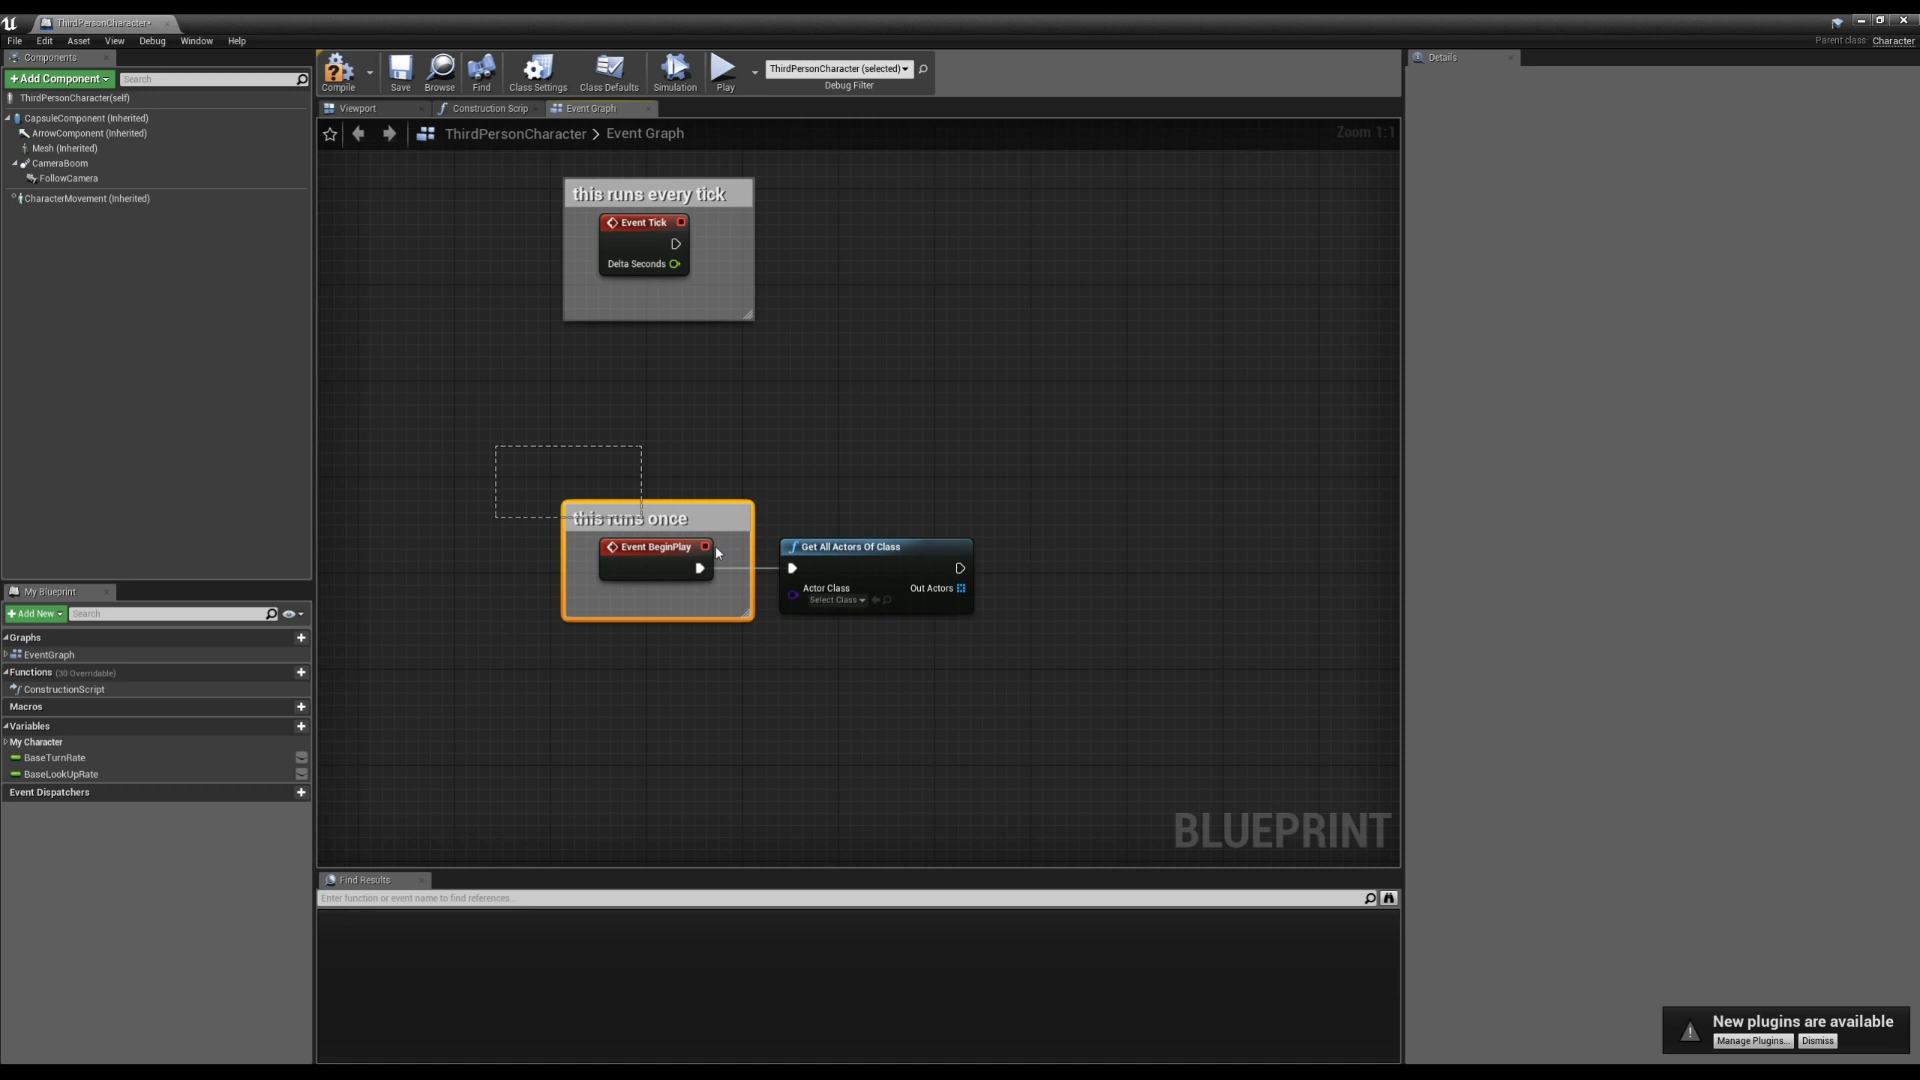 ThirdPersonCharacter*
File Edit Asset View Debug Window Help
Parent class: Character
Components
+Add Component
Search
ThirdPersonCharacter(self)
CapsuleComponent (Inherited)
ArrowComponent (Inherited)
Mesh (Inherited)
CameraBoom
FollowCamera
CharacterMovement (Inherited)
Compile
Save
Browse
Find
Class Settings
Class Defaults
Simulation
Play
ThirdPersonCharacter (selected)
Debug Filter
Details
Viewport
Construction Scrip
Event Graph
ThirdPersonCharacter > Event Graph
Zoom 1:1
this runs every tick
Event Tick
Delta Seconds
this runs once
Event BeginPlay
Get All Actors Of Class
Actor Class
Select Class
Out Actors
BLUEPRINT
My Blueprint
+Add New
Search
Graphs
EventGraph
Functions (30 Overridable)
ConstructionScript
Macros
Variables
My Character
BaseTurnRate
BaseLookUpRate
Event Dispatchers
Find Results
Enter function or event name to find references...
New plugins are available
Manage Plugins...
Dismiss